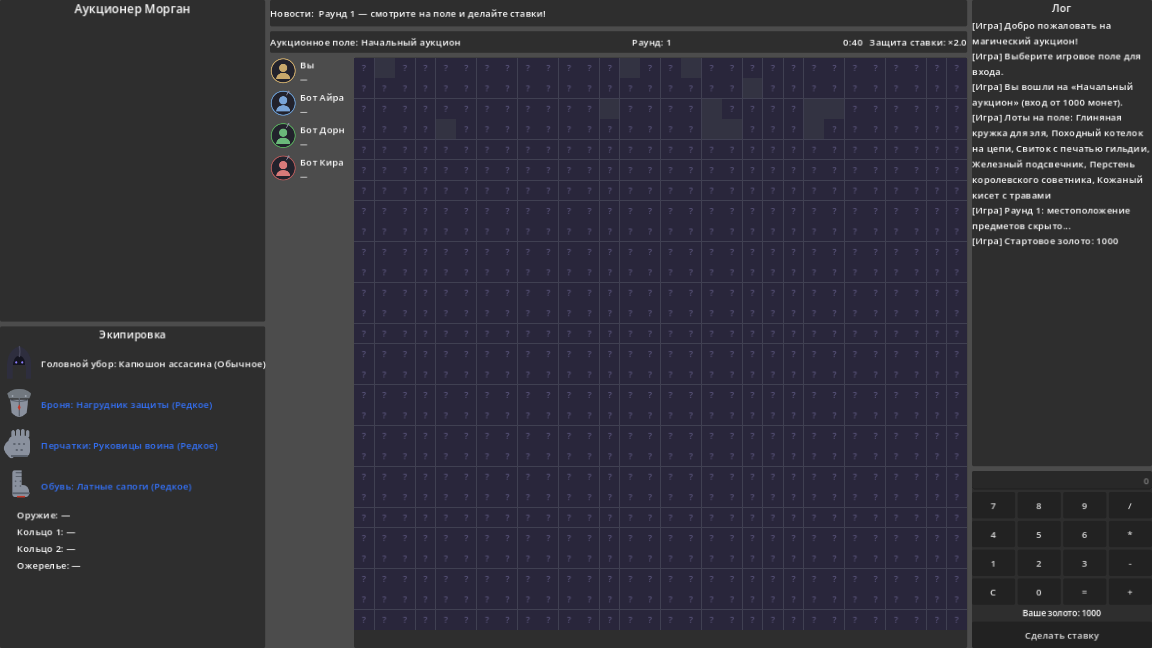 Аукционер Морган
Экипировка
Головной убор: Капюшон ассасина (Обычное)
Броня: Нагрудник защиты (Редкое)
Перчатки: Руковицы воина (Редкое)
Обувь: Латные сапоги (Редкое)
Оружие: —
Кольцо 1: —
Кольцо 2: —
Ожерелье: —
Новости: Раунд 1 — смотрите на поле и делайте ставки!
Аукционное поле: Начальный аукцион Раунд: 1 0:40 Защита ставки: ×2.0
Вы
—
Бот Айра
—
Бот Дорн
—
Бот Кира
—
Лог
[Игра] Добро пожаловать на
магический аукцион!
[Игра] Выберите игровое поле для
входа.
[Игра] Вы вошли на «Начальный
аукцион» (вход от 1000 монет).
[Игра] Лоты на поле: Глиняная
кружка для эля, Походный котелок
на цепи, Свиток с печатью гильдии,
Железный подсвечник, Перстень
королевского советника, Кожаный
кисет с травами
[Игра] Раунд 1: местоположение
предметов скрыто...
[Игра] Стартовое золото: 1000
0
7 8 9 /
4 5 6 *
1 2 3 -
C 0 = +
Ваше золото: 1000
Сделать ставку